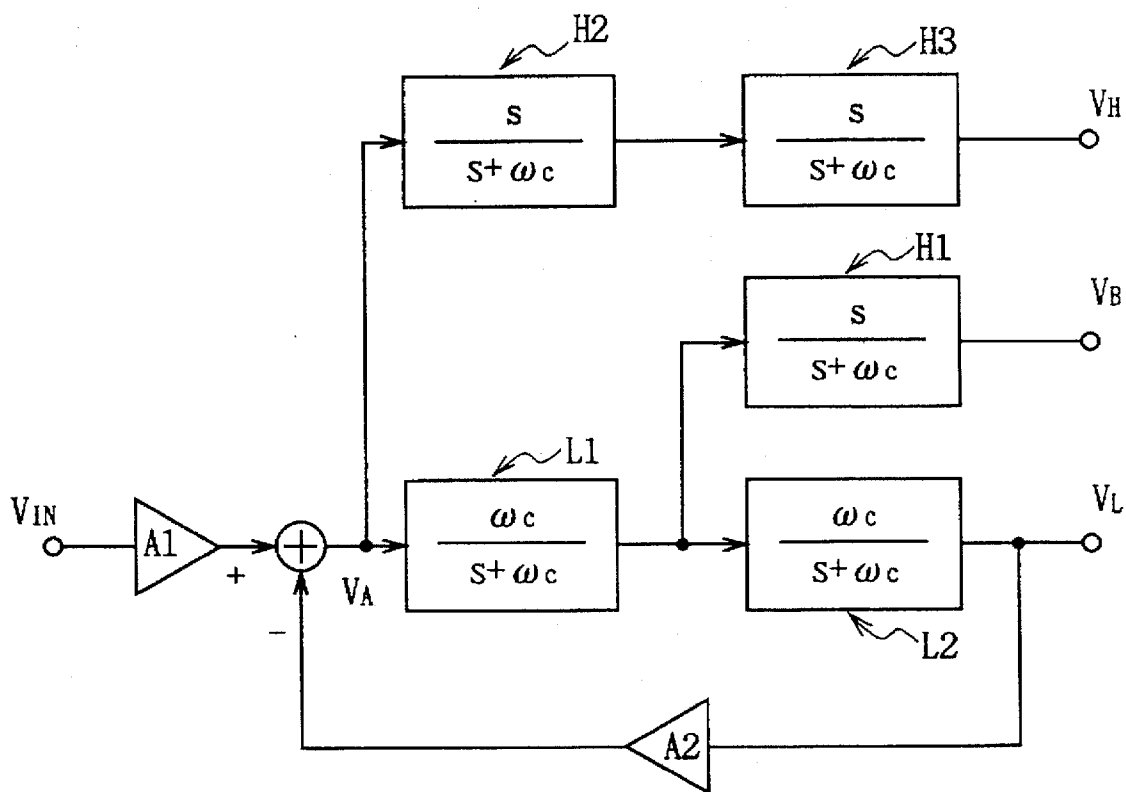 H2
H3
s
s+ωc
s
s+ωc
VH
H1
s
s+ωc
VB
L1
VIN
A1
+
−
VA
ωc
s+ωc
ωc
s+ωc
VL
L2
A2